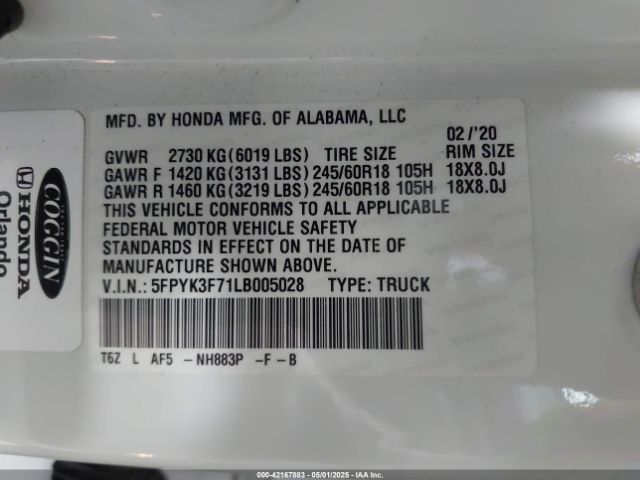 MFD. BY HONDA MFG. OF ALABAMA, LLC
02/'20
GVWR 2730 KG(6019 LBS) TIRE SIZE RIM SIZE
GAWR F 1420 KG(3131 LBS) 245/60R18 105H 18X8.0J
GAWR R 1460 KG(3219 LBS) 245/60R18 105H 18X8.0J
THIS VEHICLE CONFORMS TO ALL APPLICABLE
FEDERAL MOTOR VEHICLE SAFETY
STANDARDS IN EFFECT ON THE DATE OF
MANUFACTURE SHOWN ABOVE.
V.I.N.: 5FPYK3F71LB005028 TYPE: TRUCK
T6Z L AF5 -NH883P -F-B
COGGIN
HONDA
Orlando
000-42167883 - 05/01/2025 - IAA Inc. - Copyright